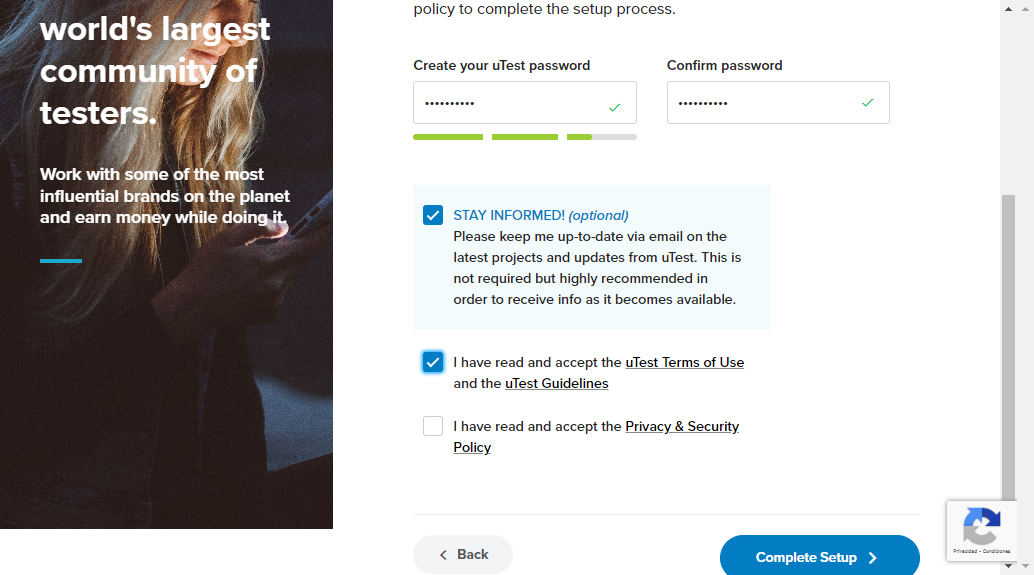 policy to complete the setup process.
world's largest
community of
testers.
Work with some of the most
influential brands on the planet
and earn money while doing it.
Create your uTest password
Confirm password
••••••••••
••••••••••
STAY INFORMED! (optional)
Please keep me up-to-date via email on the
latest projects and updates from uTest. This is
not required but highly recommended in
order to receive info as it becomes available.
I have read and accept the uTest Terms of Use
and the uTest Guidelines
I have read and accept the Privacy & Security
Policy
Back
Complete Setup
Privacidad - Condiciones